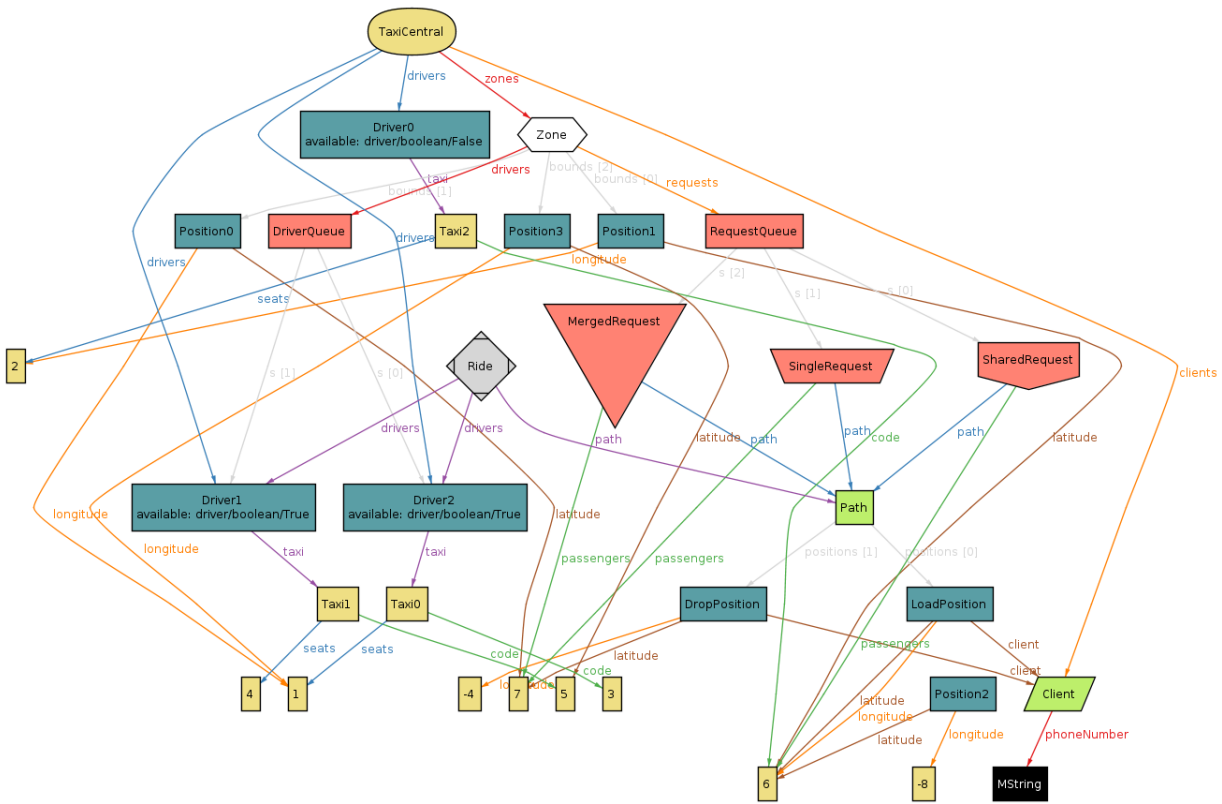 TaxiCentral
drivers
zones
Driver0
available: driver/boolean/False
Zone
bounds [2]
drivers
taxi
bounds [0]
requests
bounds [1]
Position0
DriverQueue
Taxi2
Position3
Position1
RequestQueue
drivers
longitude
drivers
s [2]
s [1]
s [0]
seats
MergedRequest
SharedRequest
2
Ride
SingleRequest
s [1]
s [0]
clients
drivers
drivers
path
latitude
path
path
path
code
latitude
Driver1
available: driver/boolean/True
Driver2
available: driver/boolean/True
Path
longitude
latitude
longitude
taxi
taxi
passengers
passengers
positions [1]
positions [0]
Taxi1
Taxi0
DropPosition
LoadPosition
seats
seats
code
latitude
passengers
client
code
client
longitude
4
1
-4
7
5
3
Position2
Client
latitude
longitude
latitude
longitude
phoneNumber
6
-8
MString